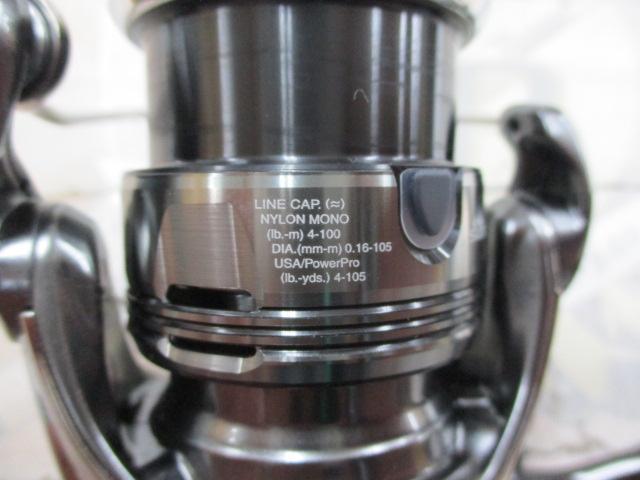 LINE CAP. (≈)
NYLON MONO
(lb.-m) 4-100
DIA.(mm-m) 0.16-105
USA/PowerPro
(lb.-yds.) 4-105